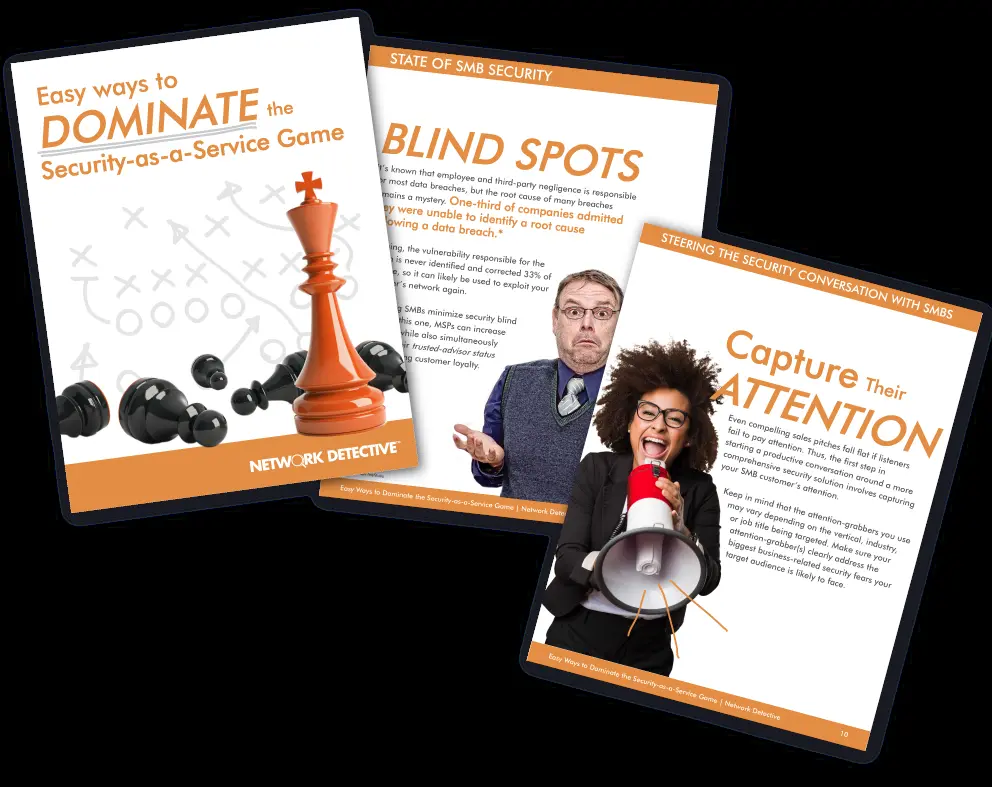 Easy ways to
DOMINATE the
Security-as-a-Service Game
NETWORK DETECTIVE™
STATE OF SMB SECURITY
BLIND SPOTS
It's known that employee and third-party negligence is responsible
most data breaches, but the root cause of many breaches
mains a mystery. One-third of companies admitted
ey were unable to identify a root cause
owing a data breach.*
ing, the vulnerability responsible for the
is never identified and corrected 33% of
e, so it can likely be used to exploit your
r's network again.
g SMBs minimize security blind
this one, MSPs can increase
while also simultaneously
ir trusted-advisor status
ng customer loyalty.
Easy Ways to Dominate the Security-as-a-Service Game | Network Dete
STEERING THE SECURITY CONVERSATION WITH SMBS
Capture Their
ATTENTION
Even compelling sales pitches fall flat if listeners
fail to pay attention. Thus, the first step in
starting a productive conversation around a more
comprehensive security solution involves capturing
your SMB customer's attention.
Keep in mind that the attention-grabbers you use
may vary depending on the vertical, industry,
or job title being targeted. Make sure your
attention-grabber(s) clearly address the
biggest business-related security fears your
target audience is likely to face.
Easy Ways to Dominate the Security-as-a-Service Game | Network Detective
10